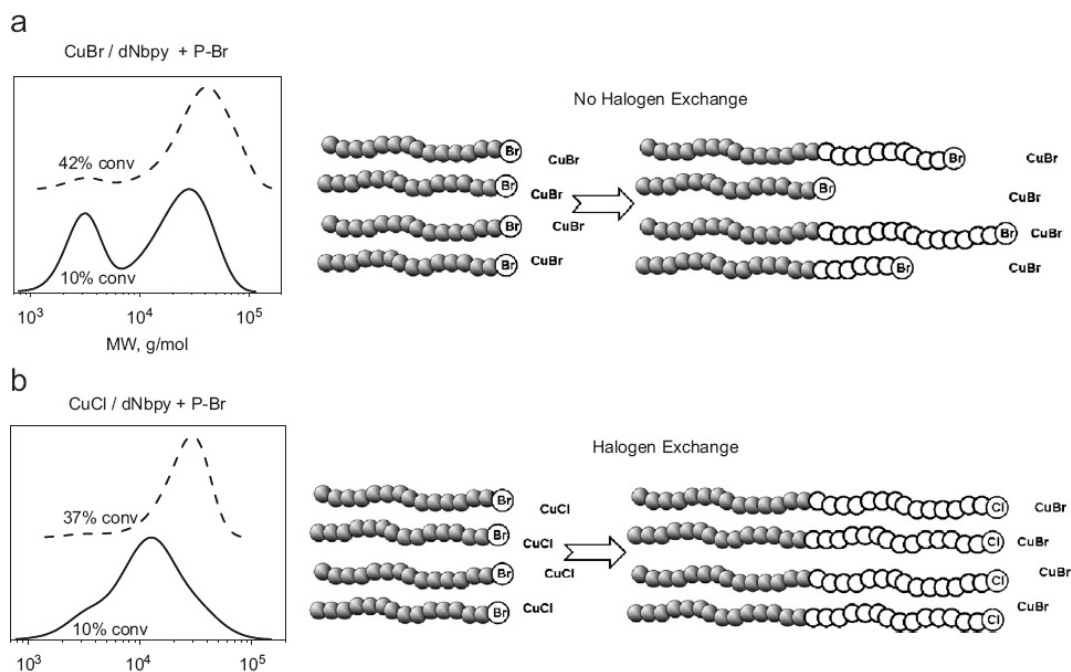 a
CuBr / dNbpy + P-Br
42% conv
10% conv
10³ 10⁴ 10⁵
MW, g/mol
No Halogen Exchange
Br CuBr
Br CuBr
Br CuBr
Br CuBr
Br CuBr
Br CuBr
Br CuBr
Br CuBr
b
CuCl / dNbpy + P-Br
37% conv
10% conv
10³ 10⁴ 10⁵
Halogen Exchange
Br CuCl
Br CuCl
Br CuCl
Br CuCl
Cl CuBr
Cl CuBr
Cl CuBr
Cl CuBr